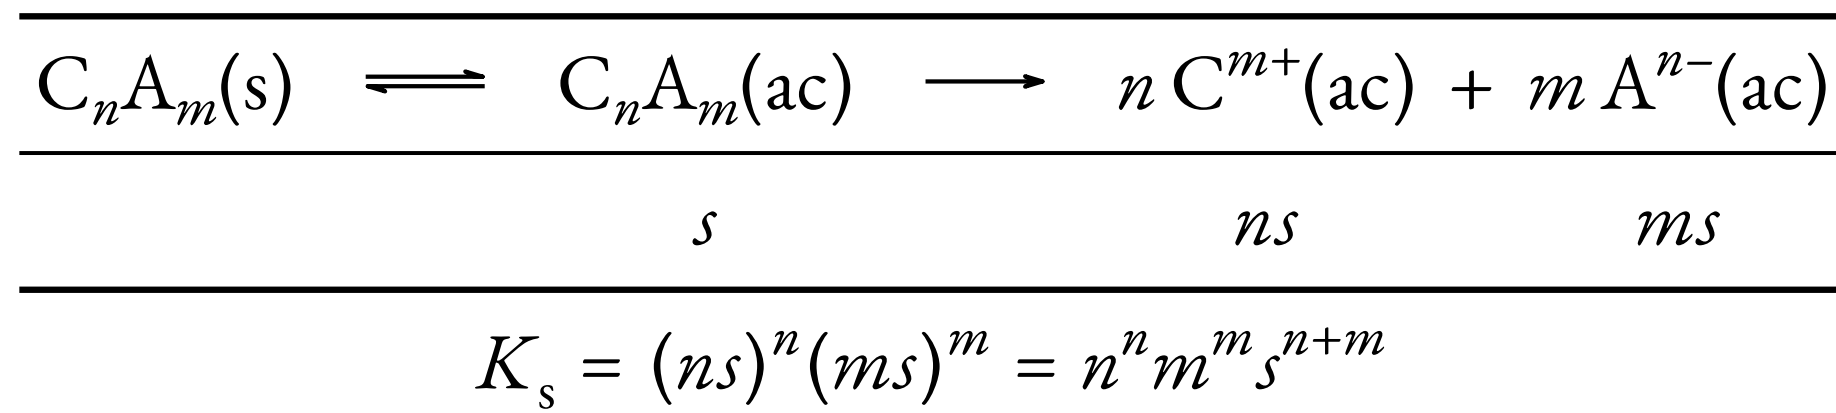 CₙAₘ(s) ⇌ CₙAₘ(ac) ⟶ n Cᵐ⁺(ac) + m Aⁿ⁻(ac)
s ns ms
Kₛ = (ns)ⁿ(ms)ᵐ = nⁿmᵐsⁿ⁺ᵐ